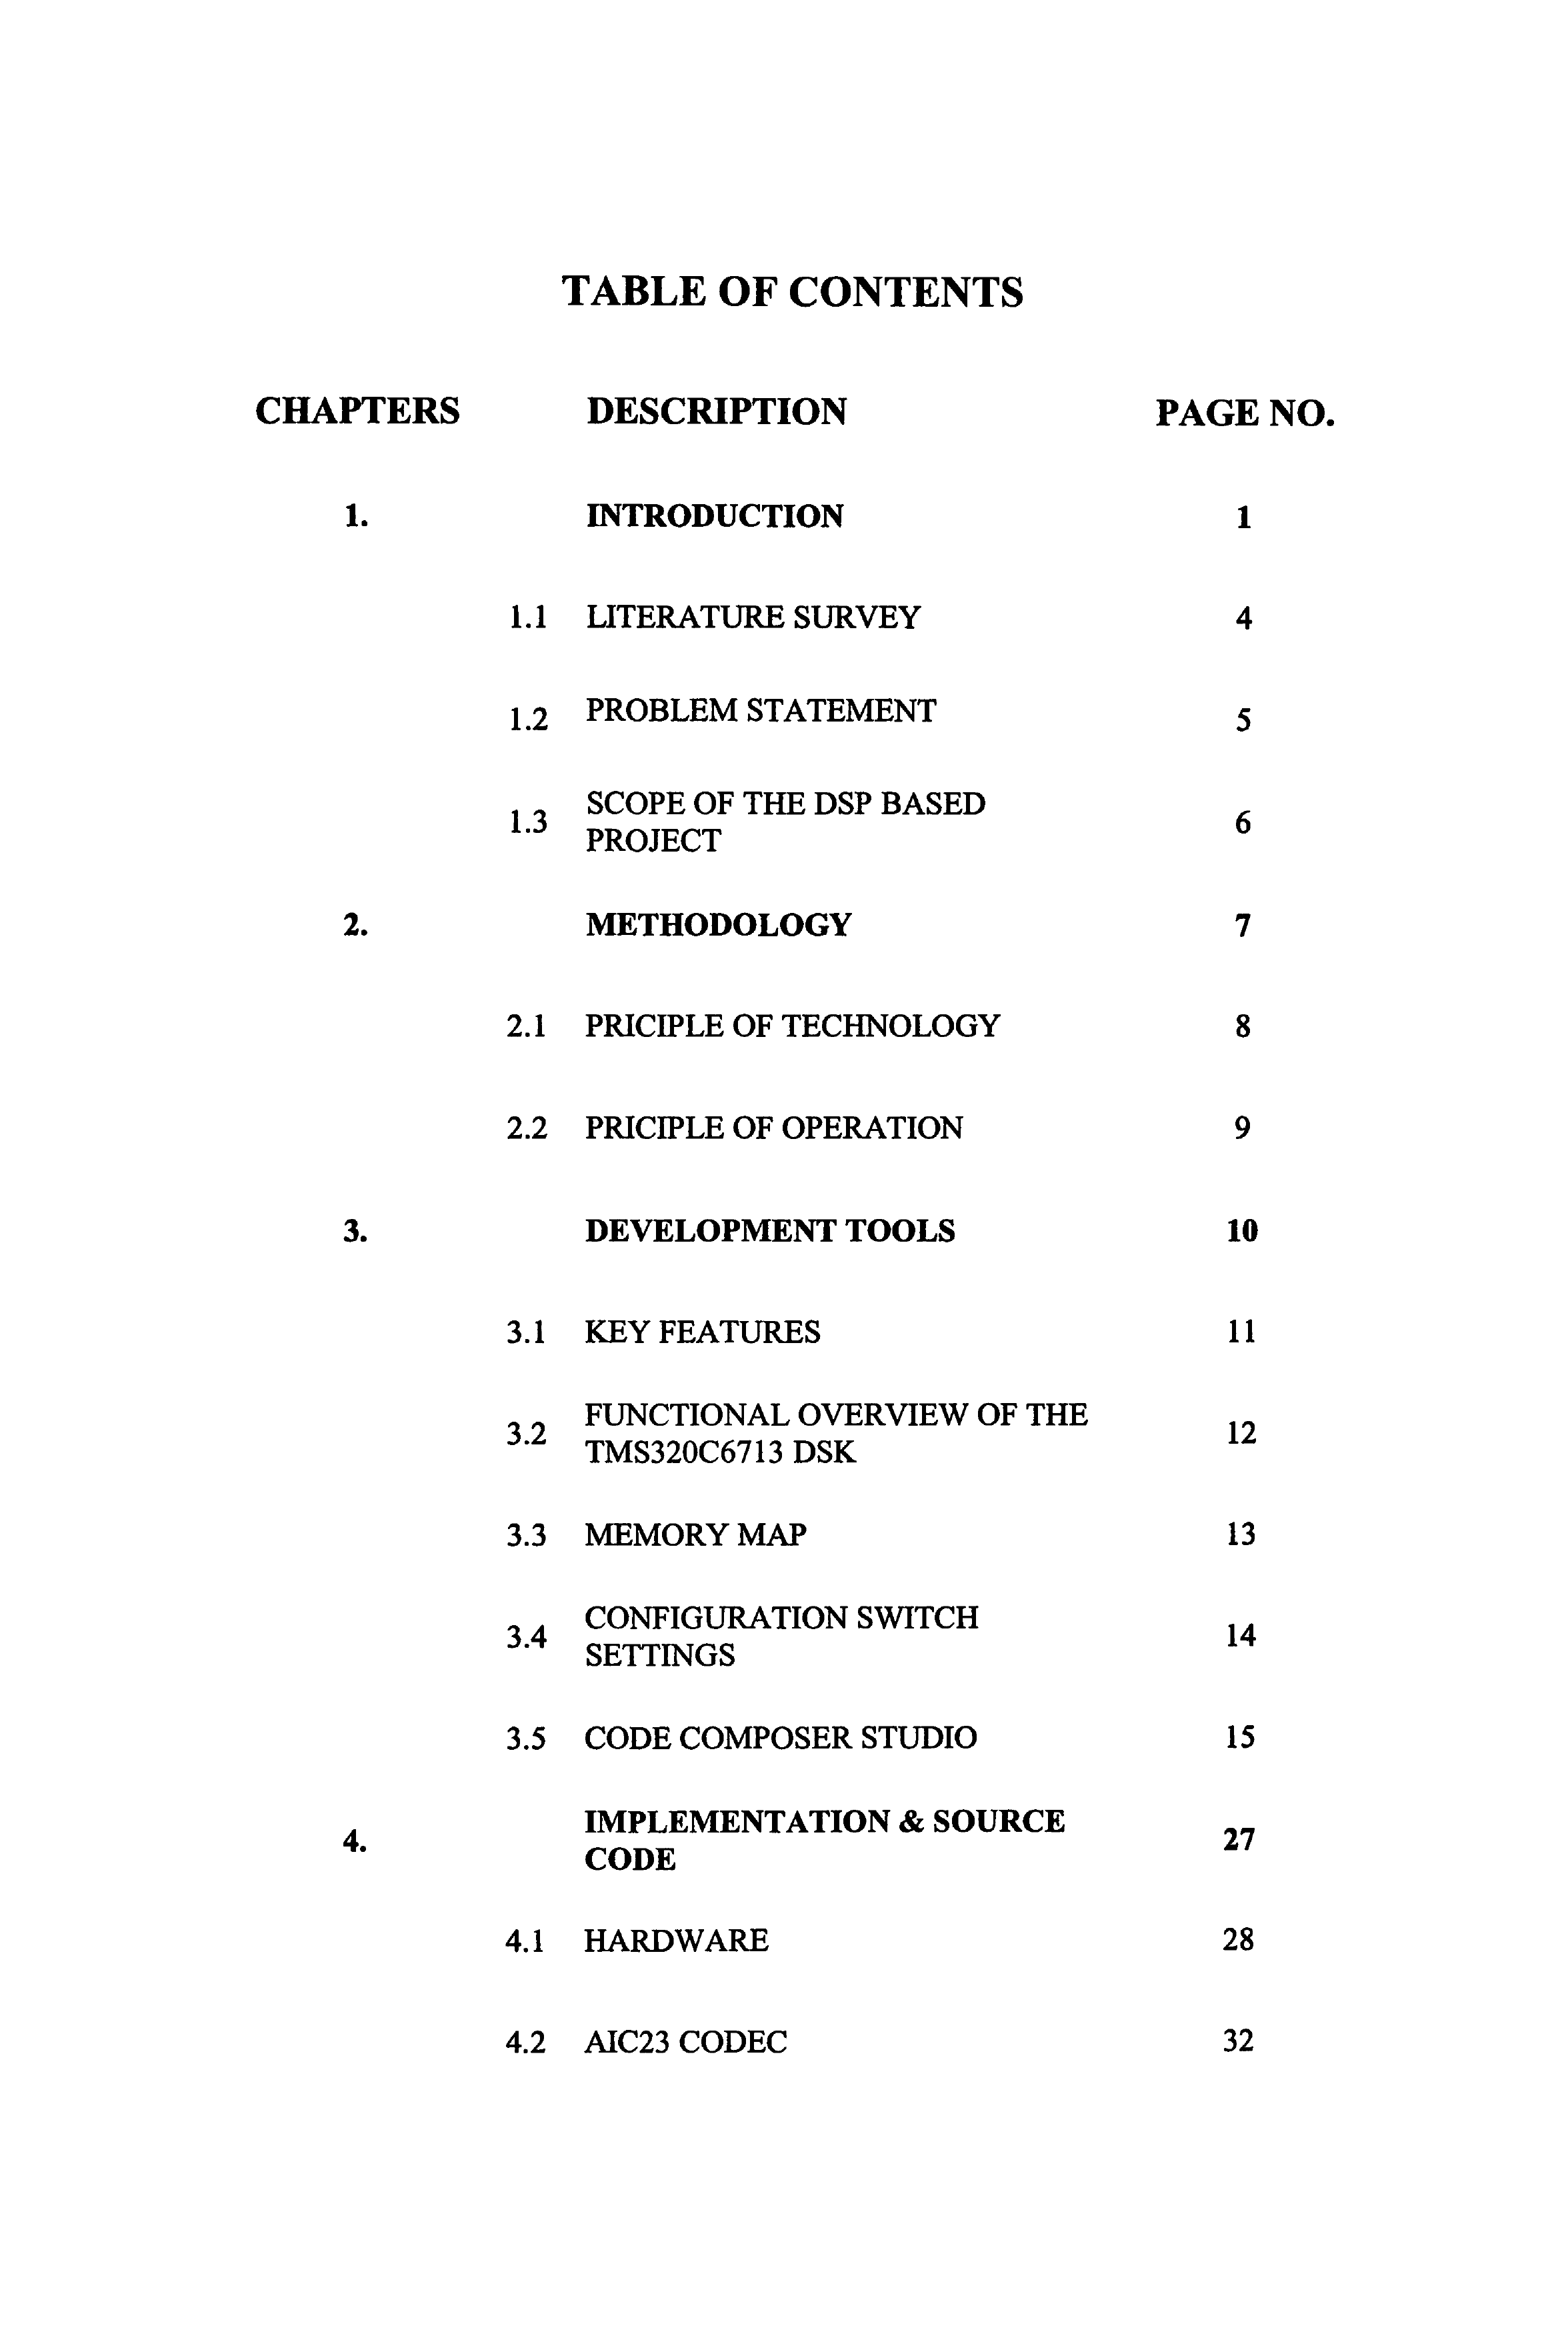 TABLE OF CONTENTS
CHAPTERS DESCRIPTION PAGE NO.
1. INTRODUCTION 1
1.1 LITERATURE SURVEY 4
1.2 PROBLEM STATEMENT 5
1.3 SCOPE OF THE DSP BASED
PROJECT 6
2. METHODOLOGY 7
2.1 PRICIPLE OF TECHNOLOGY 8
2.2 PRICIPLE OF OPERATION 9
3. DEVELOPMENT TOOLS 10
3.1 KEY FEATURES 11
3.2 FUNCTIONAL OVERVIEW OF THE
TMS320C6713 DSK 12
3.3 MEMORY MAP 13
3.4 CONFIGURATION SWITCH
SETTINGS 14
3.5 CODE COMPOSER STUDIO 15
4. IMPLEMENTATION & SOURCE
CODE 27
4.1 HARDWARE 28
4.2 AIC23 CODEC 32